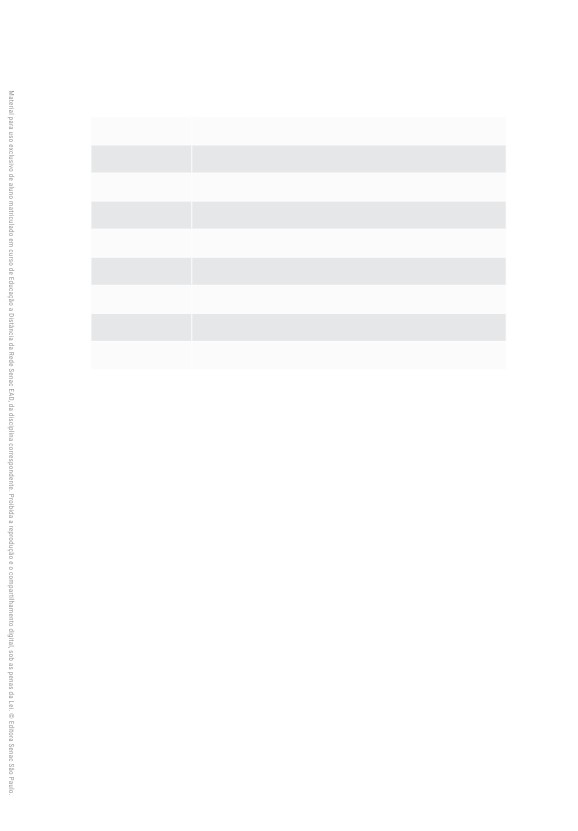 Material para uso exclusivo de aluno matriculado em curso de Educação a Distância da Rede Senac EAD, da disciplina correspondente. Proibida a reprodução e o compartilhamento digital, sob as penas da Lei. © Editora Senac São Paulo.